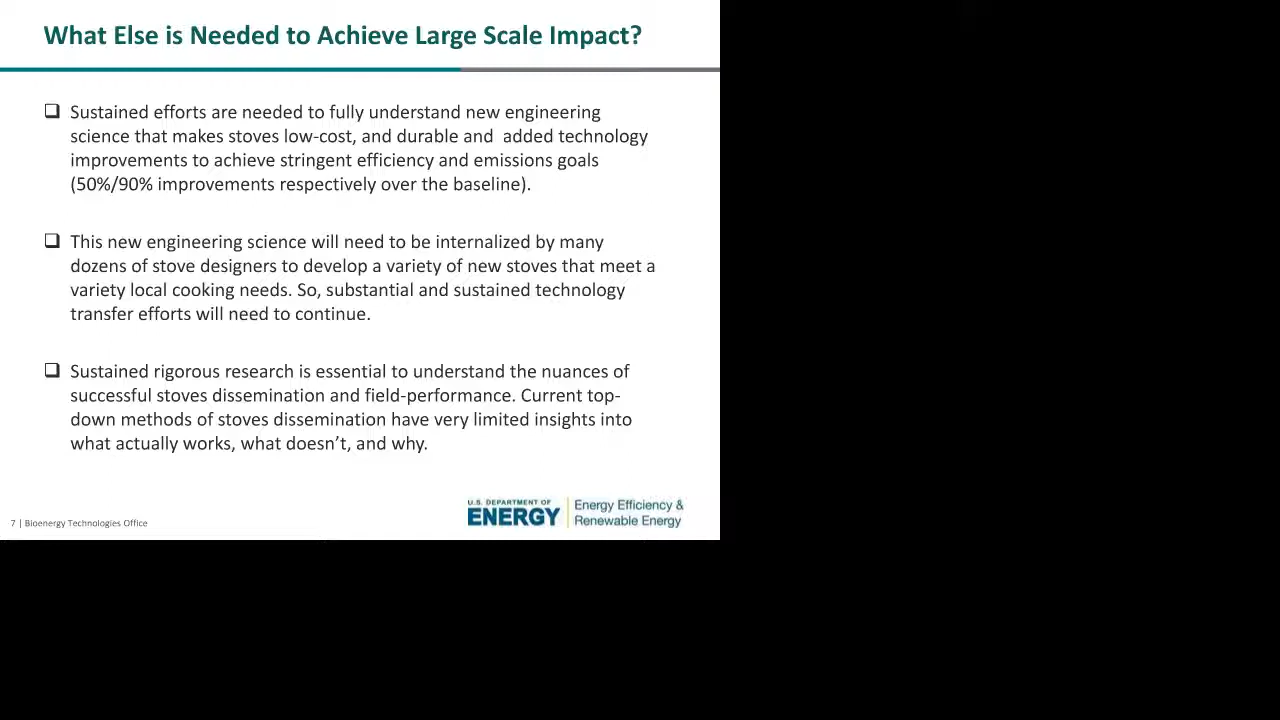 What Else is Needed to Achieve Large Scale Impact?
Sustained efforts are needed to fully understand new engineering
science that makes stoves low-cost, and durable and  added technology
improvements to achieve stringent efficiency and emissions goals
(50%/90% improvements respectively over the baseline).
This new engineering science will need to be internalized by many
dozens of stove designers to develop a variety of new stoves that meet a
variety local cooking needs. So, substantial and sustained technology
transfer efforts will need to continue.
Sustained rigorous research is essential to understand the nuances of
successful stoves dissemination and field-performance. Current top-
down methods of stoves dissemination have very limited insights into
what actually works, what doesn’t, and why.
7 | Bioenergy Technologies Office
U.S. DEPARTMENT OF
ENERGY
Energy Efficiency &
Renewable Energy